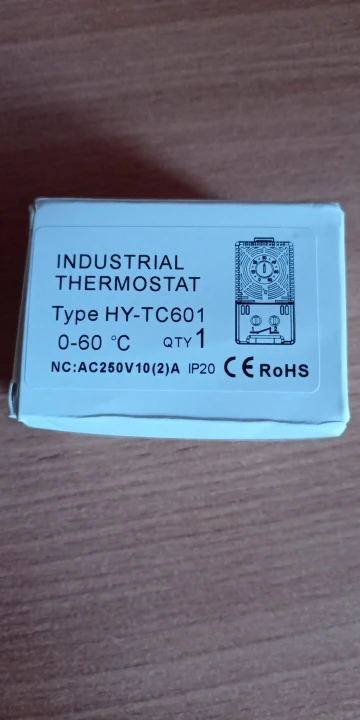 INDUSTRIAL
THERMOSTAT
Type HY-TC601
0-60 °C QTY 1
NC:AC250V10(2)A IP20 CE RoHS